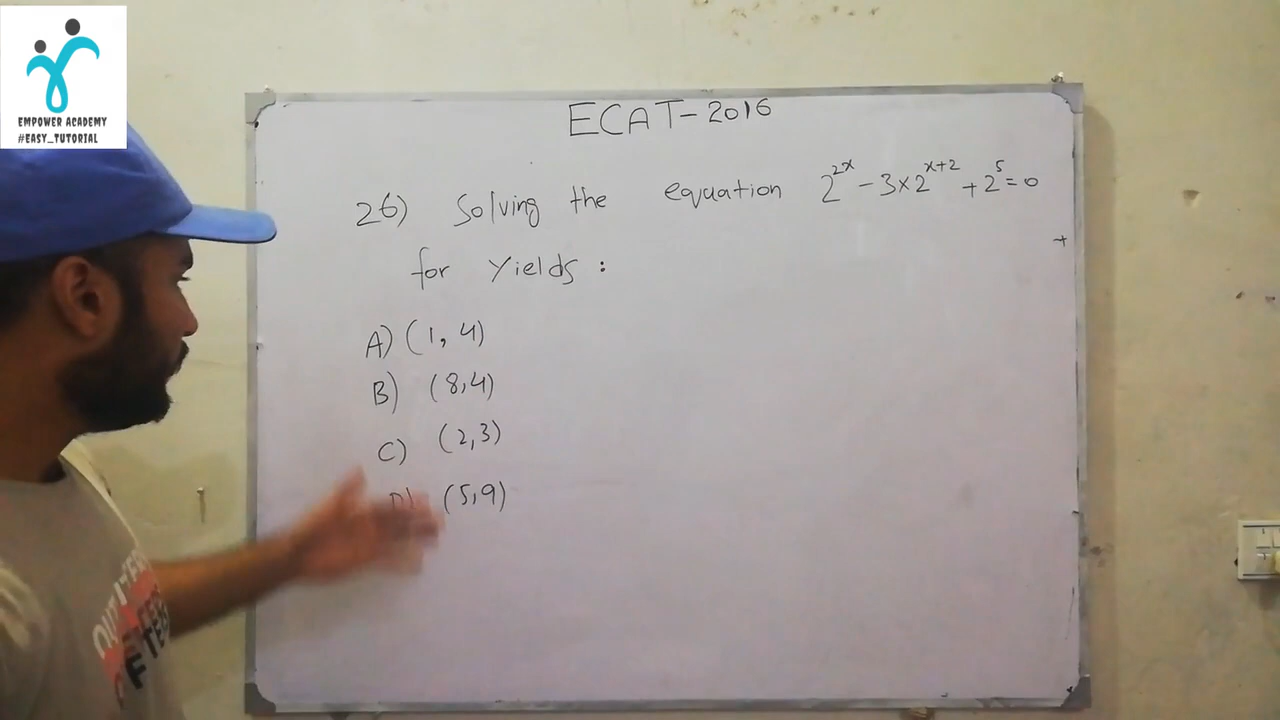 EMPOWER ACADEMY
#EASY_TUTORIAL
ECAT-2016
26) Solving the equation 2^{2x} - 3×2^{x+2} + 2^5 = 0
for yields :
A) (1, 4)
B) (8,4)
C) (2,3)
D) (5,9)